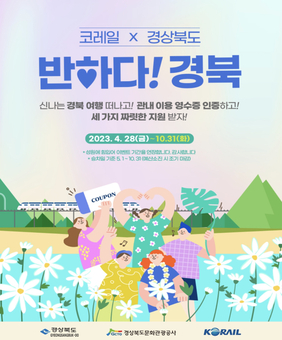 코레일 X 경상북도
반하다! 경북
신나는 경북 여행 떠나고! 관내 이용 영수증 인증하고!
세 가지 짜릿한 지원 받자!
2023. 4. 28(금)~10.31(화)
COUPON
경상북도
경상북도문화관광공사
KORAIL